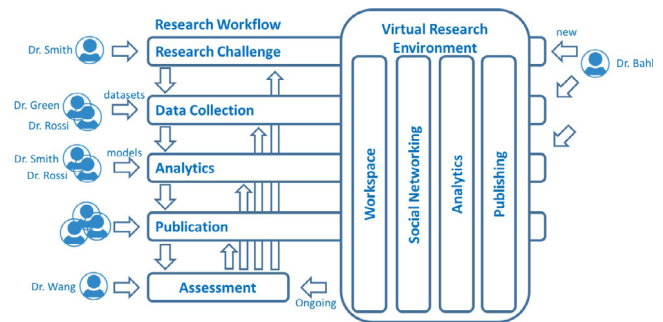 Research Workflow
Virtual Research
Environment
Dr. Smith
Research Challenge
new
Dr. Bahl
datasets
Dr. Green
Dr. Rossi
Data Collection
models
Dr. Smith
Dr. Rossi
Analytics
Publication
Dr. Wang
Assessment
Ongoing
Workspace
Social Networking
Analytics
Publishing